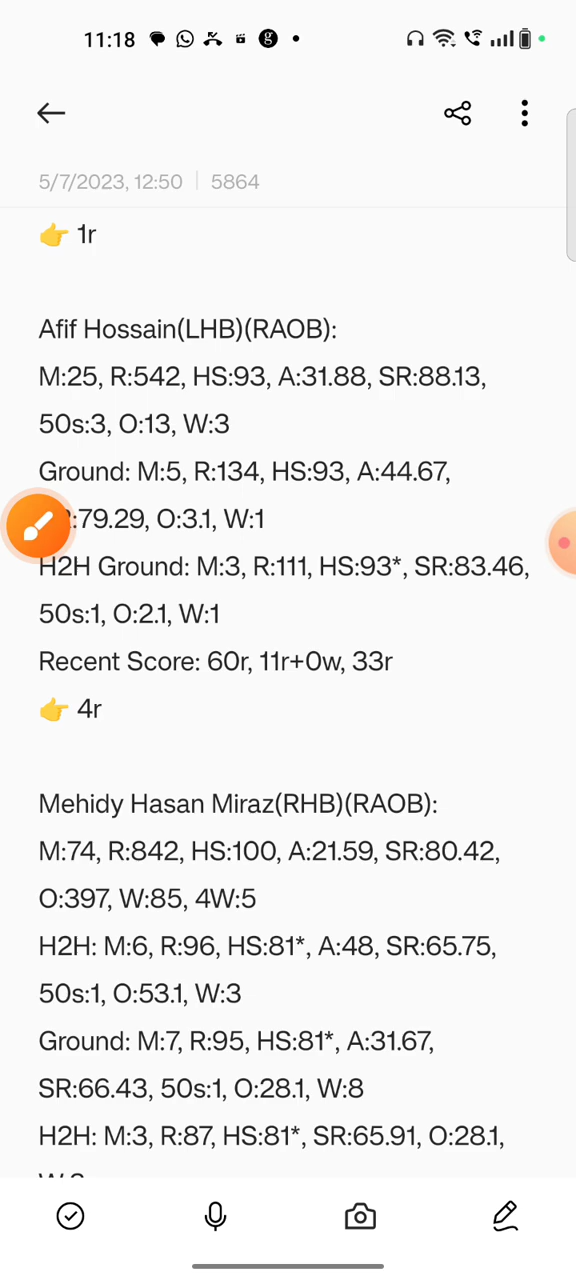 11:18
5/7/2023, 12:50 | 5864
👉 1r
Afif Hossain(LHB)(RAOB):
M:25, R:542, HS:93, A:31.88, SR:88.13,
50s:3, O:13, W:3
Ground: M:5, R:134, HS:93, A:44.67,
:79.29, O:3.1, W:1
H2H Ground: M:3, R:111, HS:93*, SR:83.46,
50s:1, O:2.1, W:1
Recent Score: 60r, 11r+0w, 33r
👉 4r
Mehidy Hasan Miraz(RHB)(RAOB):
M:74, R:842, HS:100, A:21.59, SR:80.42,
O:397, W:85, 4W:5
H2H: M:6, R:96, HS:81*, A:48, SR:65.75,
50s:1, O:53.1, W:3
Ground: M:7, R:95, HS:81*, A:31.67,
SR:66.43, 50s:1, O:28.1, W:8
H2H: M:3, R:87, HS:81*, SR:65.91, O:28.1,